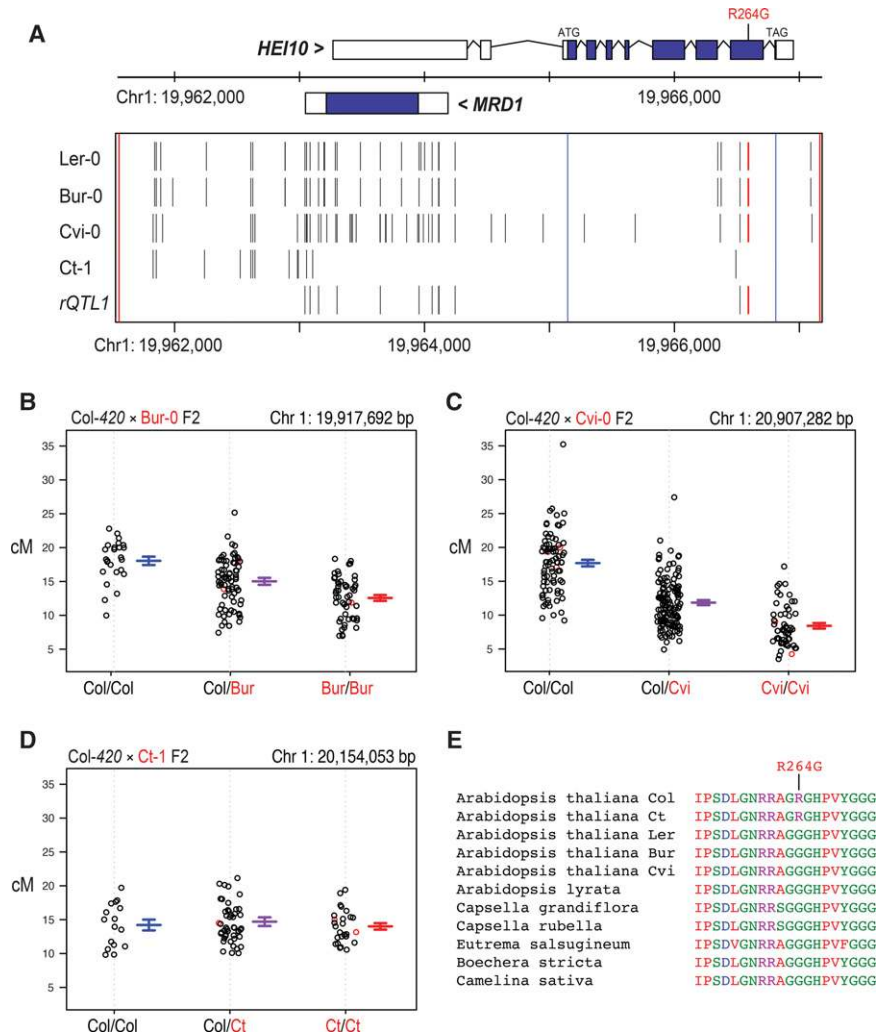 A
R264G
HEI10 >
ATG
TAG
Chr1: 19,962,000
19,966,000
< MRD1
Ler-0
Bur-0
Cvi-0
Ct-1
rQTL1
Chr1: 19,962,000
19,964,000
19,966,000
B
Col-420 × Bur-0 F2
Chr 1: 19,917,692 bp
35
30
25
cM
20
15
10
5
Col/Col
Col/Bur
Bur/Bur
C
Col-420 × Cvi-0 F2
Chr 1: 20,907,282 bp
35
30
25
cM
20
15
10
5
Col/Col
Col/Cvi
Cvi/Cvi
D
Col-420 × Ct-1 F2
Chr 1: 20,154,053 bp
35
30
25
cM
20
15
10
5
Col/Col
Col/Ct
Ct/Ct
E
R264G
Arabidopsis thaliana Col IPSDLGNRRAGRGHPVYGGG
Arabidopsis thaliana Ct IPSDLGNRRAGRGHPVYGGG
Arabidopsis thaliana Ler IPSDLGNRRAGGGHPVYGGG
Arabidopsis thaliana Bur IPSDLGNRRAGGGHPVYGGG
Arabidopsis thaliana Cvi IPSDLGNRRAGGGHPVYGGG
Arabidopsis lyrata IPSDLGNRRAGGGHPVYGGG
Capsella grandiflora IPSDLGNRRSGGGHPVYGGG
Capsella rubella IPSDLGNRRSGGGHPVYGGG
Eutrema salsugineum IPSDVGNRRAGGGHPVFGGG
Boechera stricta IPSDLGNRRAGGGHPVYGGG
Camelina sativa IPSDLGNRRAGGGHPVYGGG